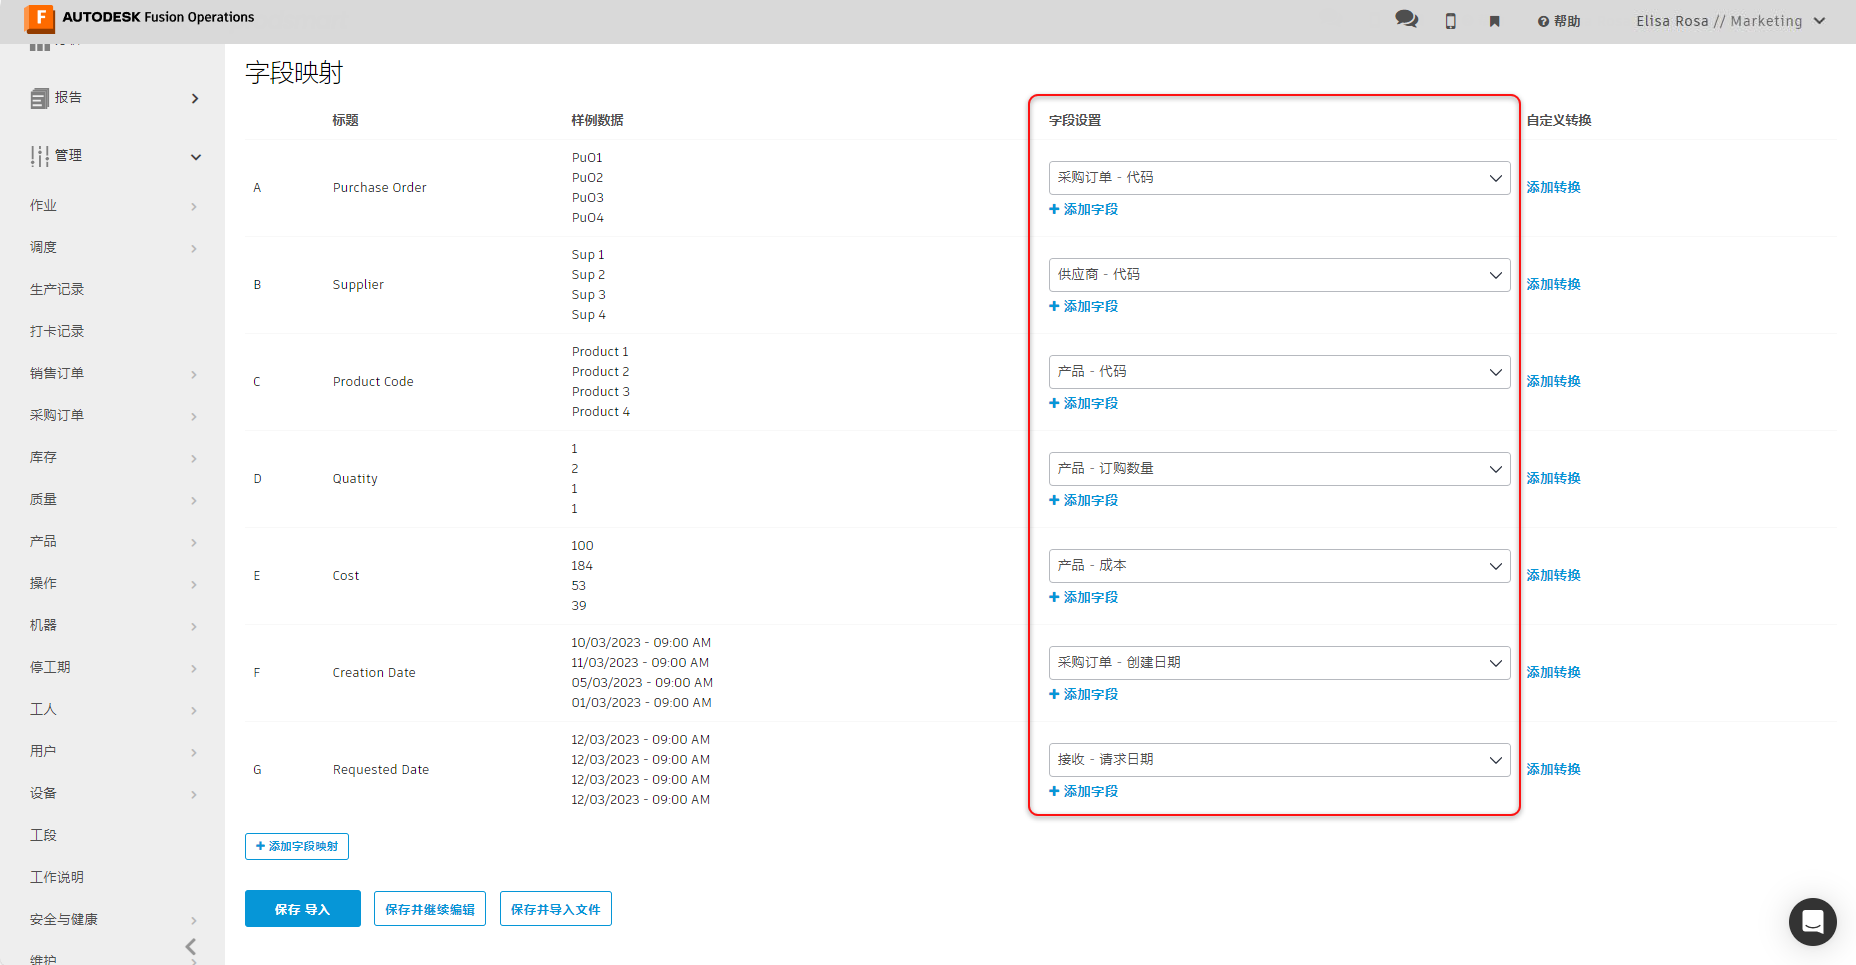 F AUTODESK Fusion Operations
帮助
Elisa Rosa // Marketing
报告
管理
作业
调度
生产记录
打卡记录
销售订单
采购订单
库存
质量
产品
操作
机器
停工期
工人
用户
设备
工段
工作说明
安全与健康
维护
字段映射
标题 样例数据 字段设置 自定义转换
A Purchase Order
PuO1
PuO2
PuO3
PuO4
采购订单 - 代码
添加字段
添加转换
B Supplier
Sup 1
Sup 2
Sup 3
Sup 4
供应商 - 代码
添加字段
添加转换
C Product Code
Product 1
Product 2
Product 3
Product 4
产品 - 代码
添加字段
添加转换
D Quatity
1
2
1
1
产品 - 订购数量
添加字段
添加转换
E Cost
100
184
53
39
产品 - 成本
添加字段
添加转换
F Creation Date
10/03/2023 - 09:00 AM
11/03/2023 - 09:00 AM
05/03/2023 - 09:00 AM
01/03/2023 - 09:00 AM
采购订单 - 创建日期
添加字段
添加转换
G Requested Date
12/03/2023 - 09:00 AM
12/03/2023 - 09:00 AM
12/03/2023 - 09:00 AM
12/03/2023 - 09:00 AM
接收 - 请求日期
添加字段
添加转换
添加字段映射
保存 导入 保存并继续编辑 保存并导入文件